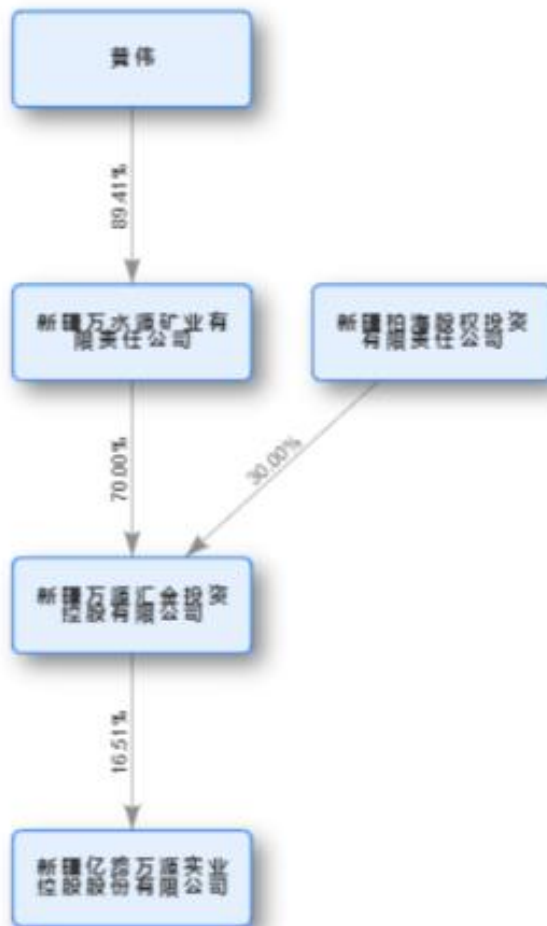 黄伟
89.41%
新疆万水源矿业有
限责任公司
新疆柏海股权投资
有限责任公司
70.00%
30.00%
新疆万源汇金投资
控股有限公司
16.51%
新疆亿路万源实业
控股股份有限公司